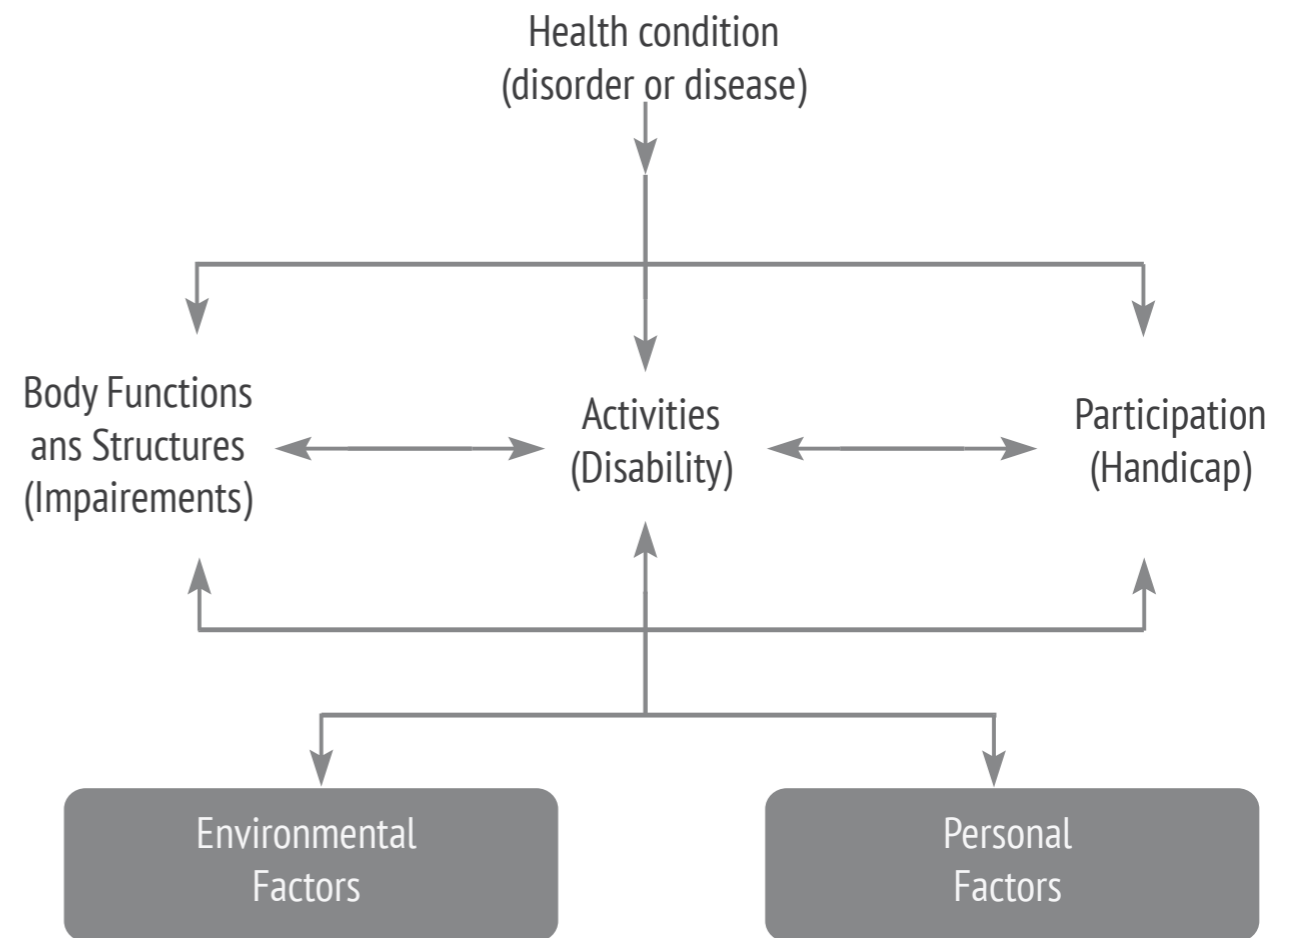 Health condition
(disorder or disease)
Body Functions
ans Structures
(Impairements)
Activities
(Disability)
Participation
(Handicap)
Environmental
Factors
Personal
Factors